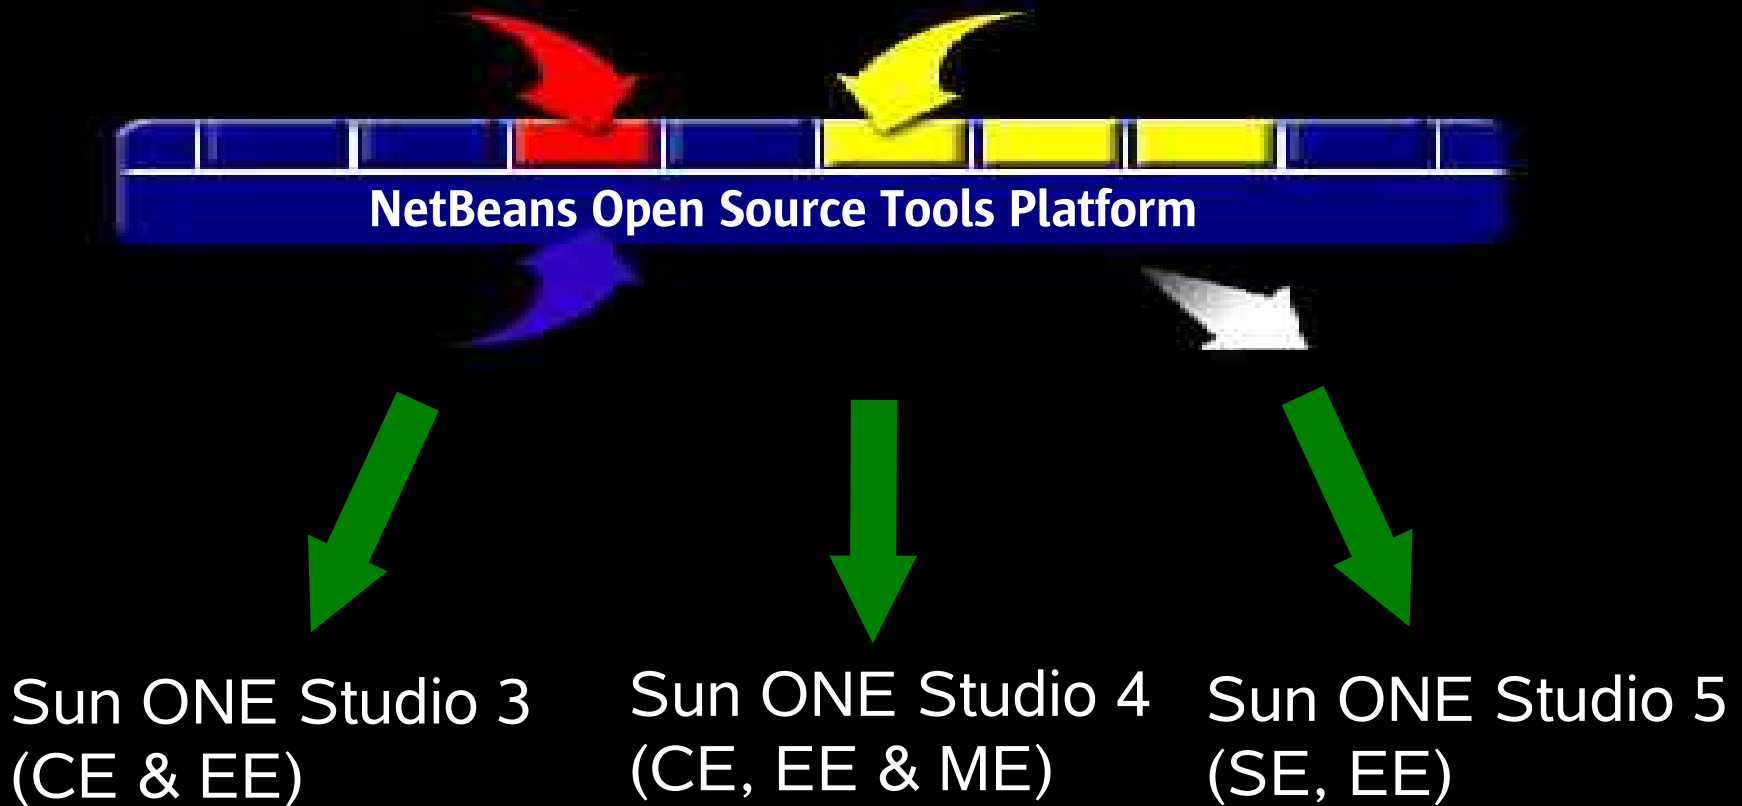 NetBeans Open Source Tools Platform
Sun ONE Studio 3
(CE & EE)
Sun ONE Studio 4
(CE, EE & ME)
Sun ONE Studio 5
(SE, EE)